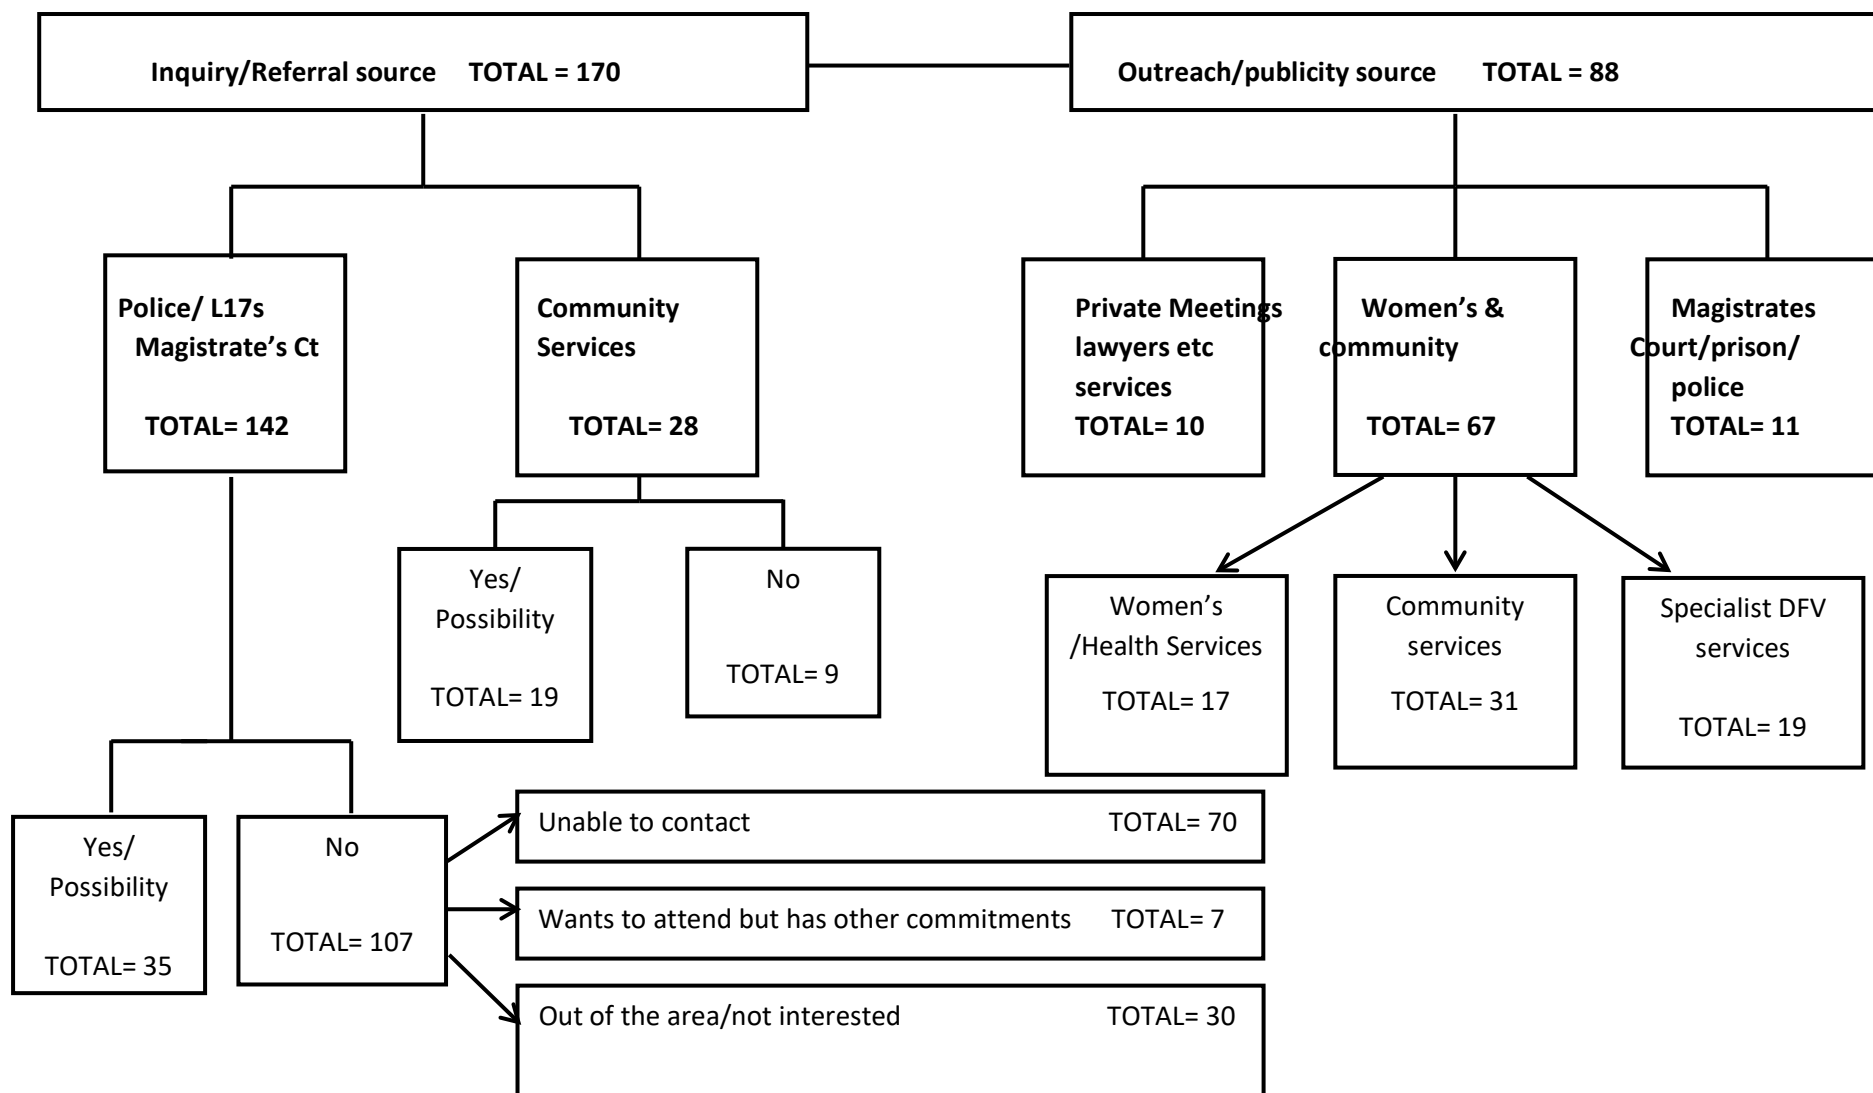 Inquiry/Referral source TOTAL = 170
Outreach/publicity source TOTAL = 88
Police/ L17s
Magistrate’s Ct
TOTAL= 142
Community
Services
TOTAL= 28
Private Meetings
lawyers etc
services
TOTAL= 10
Women’s &
community
TOTAL= 67
Magistrates
Court/prison/
police
TOTAL= 11
Yes/
Possibility
TOTAL= 19
No
TOTAL= 9
Women’s
/Health Services
TOTAL= 17
Community
services
TOTAL= 31
Specialist DFV
services
TOTAL= 19
Yes/
Possibility
TOTAL= 35
No
TOTAL= 107
Unable to contact TOTAL= 70
Wants to attend but has other commitments TOTAL= 7
Out of the area/not interested TOTAL= 30